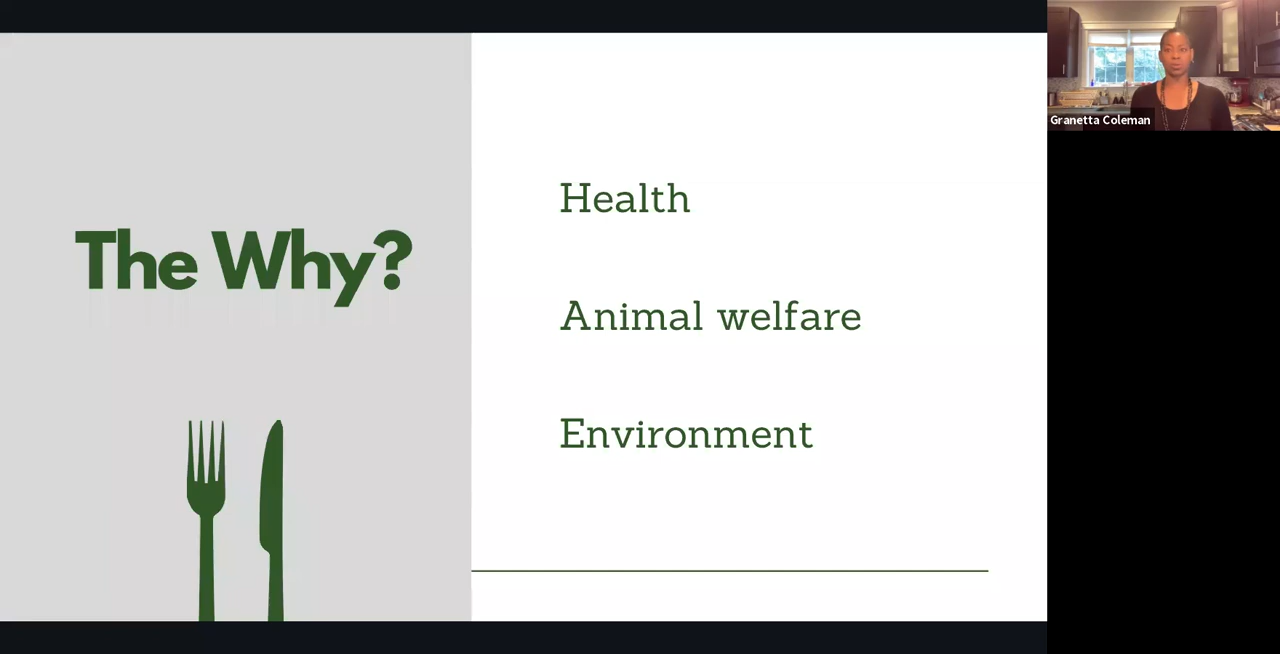 The Why?
Health
Animal welfare
Environment
Granetta Coleman